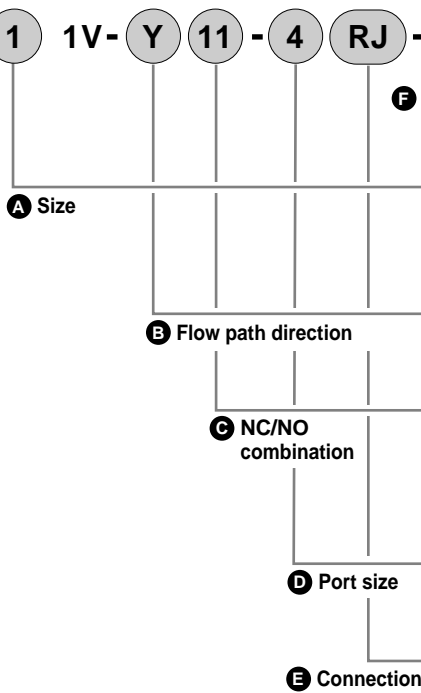 1 1V- Y 11 - 4 RJ -
F
A Size
B Flow path direction
C NC/NO
combination
D Port size
E Connection